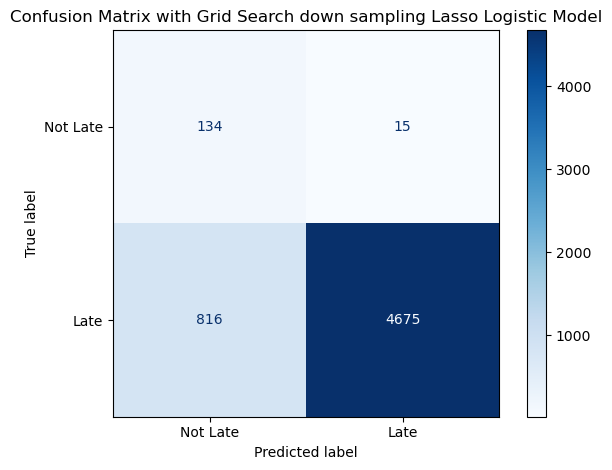 Confusion Matrix with Grid Search down sampling Lasso Logistic Model
True label
Not Late
134
15
Late
816
4675
Not Late
Late
Predicted label
4000
3000
2000
1000